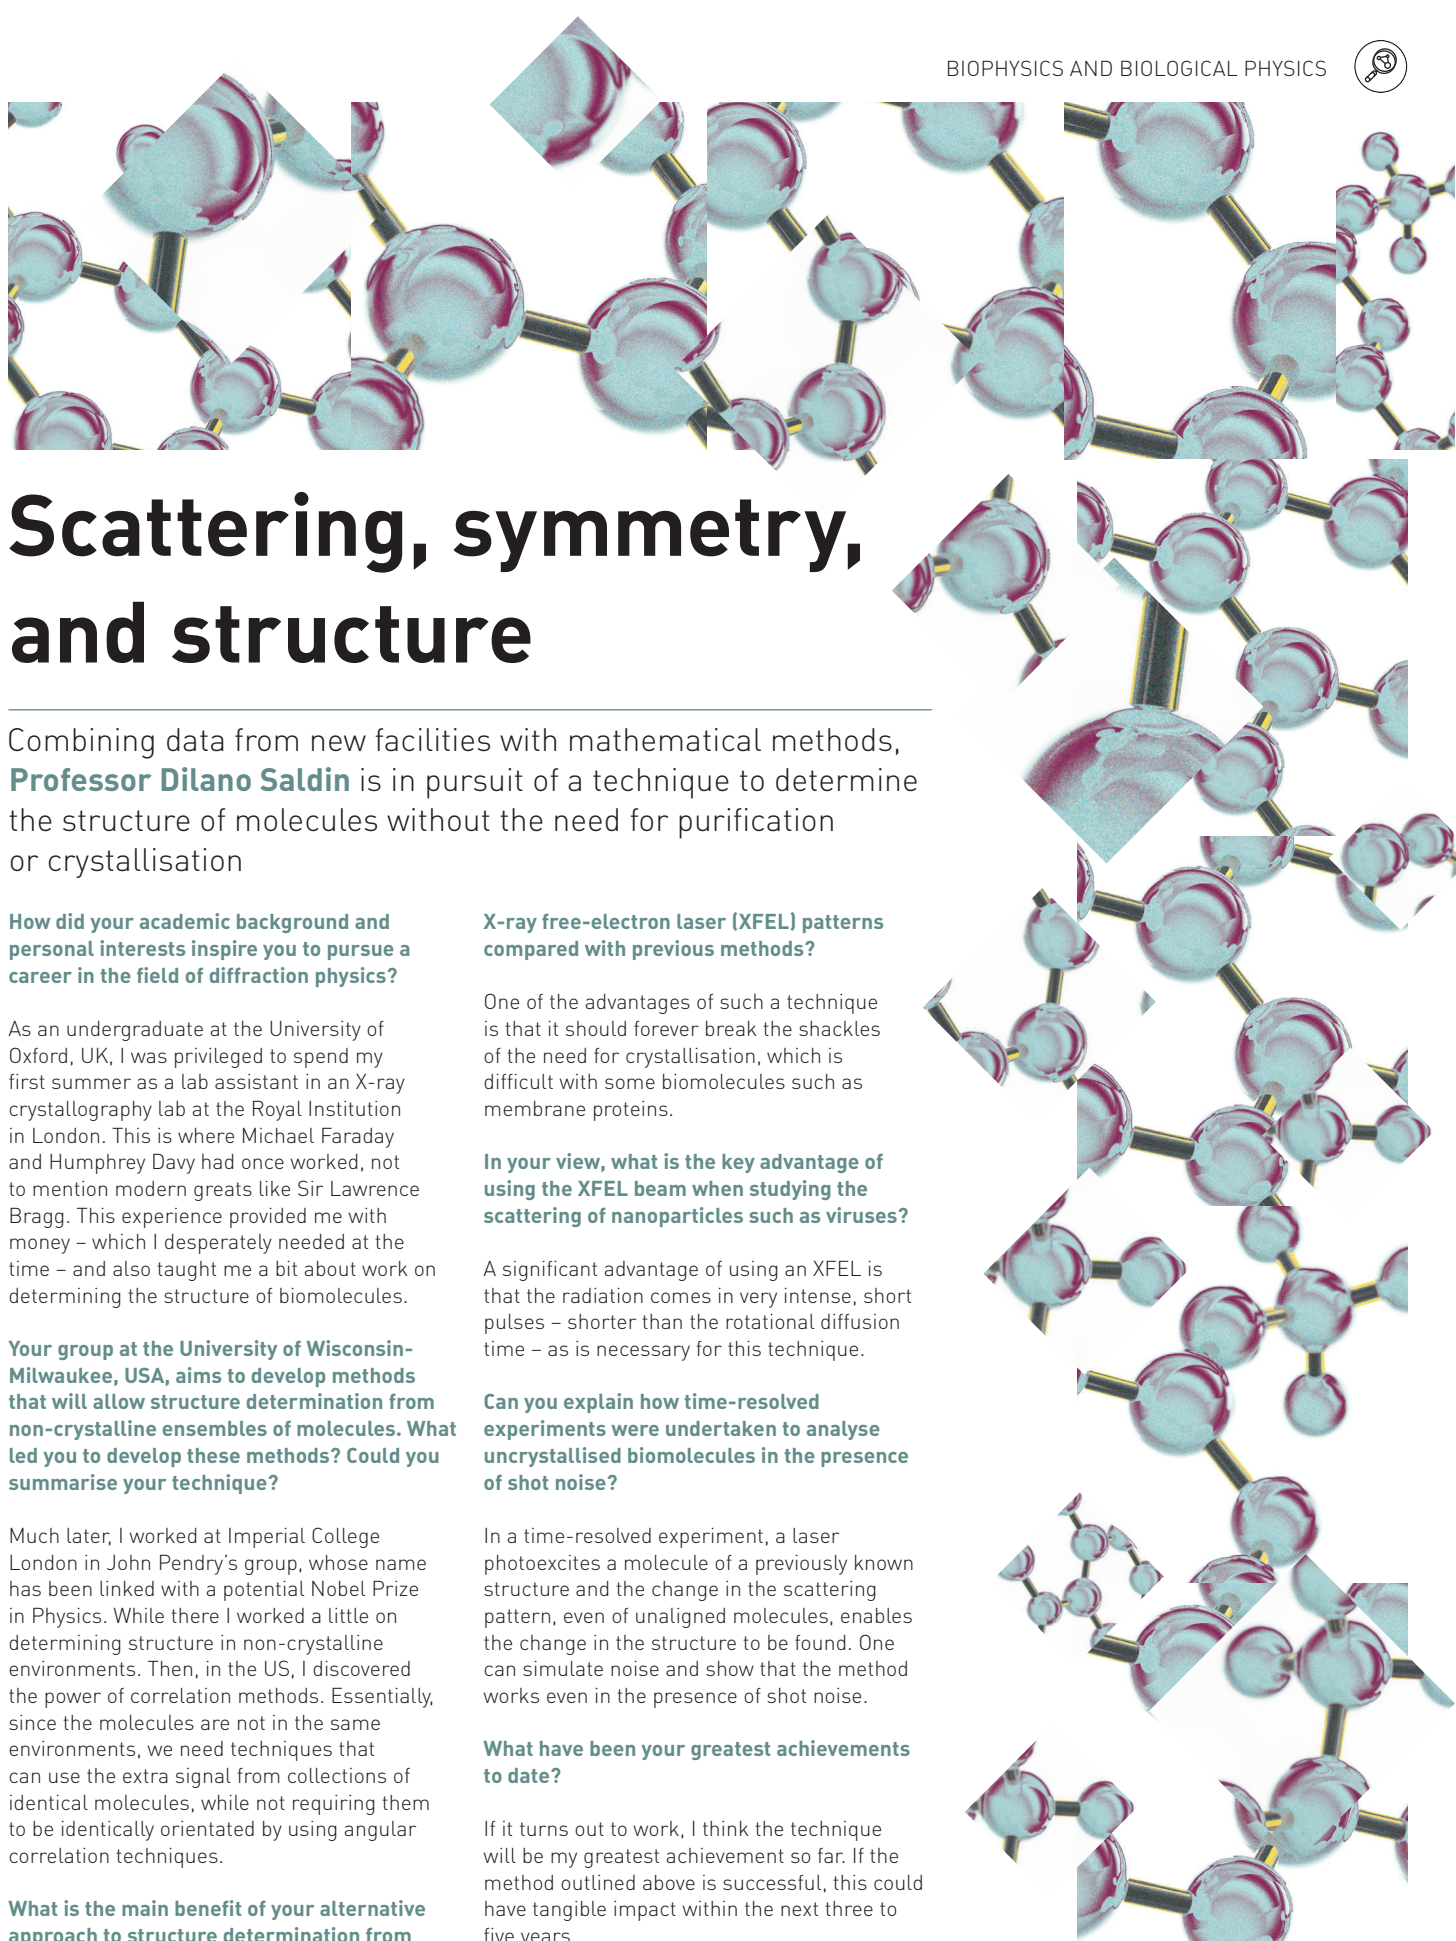 BIOPHYSICS AND BIOLOGICAL PHYSICS
Scattering, symmetry,
and structure
Combining data from new facilities with mathematical methods,
Professor Dilano Saldin is in pursuit of a technique to determine
the structure of molecules without the need for purification
or crystallisation
How did your academic background and
personal interests inspire you to pursue a
career in the field of diffraction physics?
As an undergraduate at the University of
Oxford, UK, I was privileged to spend my
first summer as a lab assistant in an X-ray
crystallography lab at the Royal Institution
in London. This is where Michael Faraday
and Humphrey Davy had once worked, not
to mention modern greats like Sir Lawrence
Bragg. This experience provided me with
money – which I desperately needed at the
time – and also taught me a bit about work on
determining the structure of biomolecules.
Your group at the University of Wisconsin-
Milwaukee, USA, aims to develop methods
that will allow structure determination from
non-crystalline ensembles of molecules. What
led you to develop these methods? Could you
summarise your technique?
Much later, I worked at Imperial College
London in John Pendry's group, whose name
has been linked with a potential Nobel Prize
in Physics. While there I worked a little on
determining structure in non-crystalline
environments. Then, in the US, I discovered
the power of correlation methods. Essentially,
since the molecules are not in the same
environments, we need techniques that
can use the extra signal from collections of
identical molecules, while not requiring them
to be identically orientated by using angular
correlation techniques.
What is the main benefit of your alternative
approach to structure determination from
X-ray free-electron laser (XFEL) patterns
compared with previous methods?
One of the advantages of such a technique
is that it should forever break the shackles
of the need for crystallisation, which is
difficult with some biomolecules such as
membrane proteins.
In your view, what is the key advantage of
using the XFEL beam when studying the
scattering of nanoparticles such as viruses?
A significant advantage of using an XFEL is
that the radiation comes in very intense, short
pulses – shorter than the rotational diffusion
time – as is necessary for this technique.
Can you explain how time-resolved
experiments were undertaken to analyse
uncrystallised biomolecules in the presence
of shot noise?
In a time-resolved experiment, a laser
photoexcites a molecule of a previously known
structure and the change in the scattering
pattern, even of unaligned molecules, enables
the change in the structure to be found. One
can simulate noise and show that the method
works even in the presence of shot noise.
What have been your greatest achievements
to date?
If it turns out to work, I think the technique
will be my greatest achievement so far. If the
method outlined above is successful, this could
have tangible impact within the next three to
five years